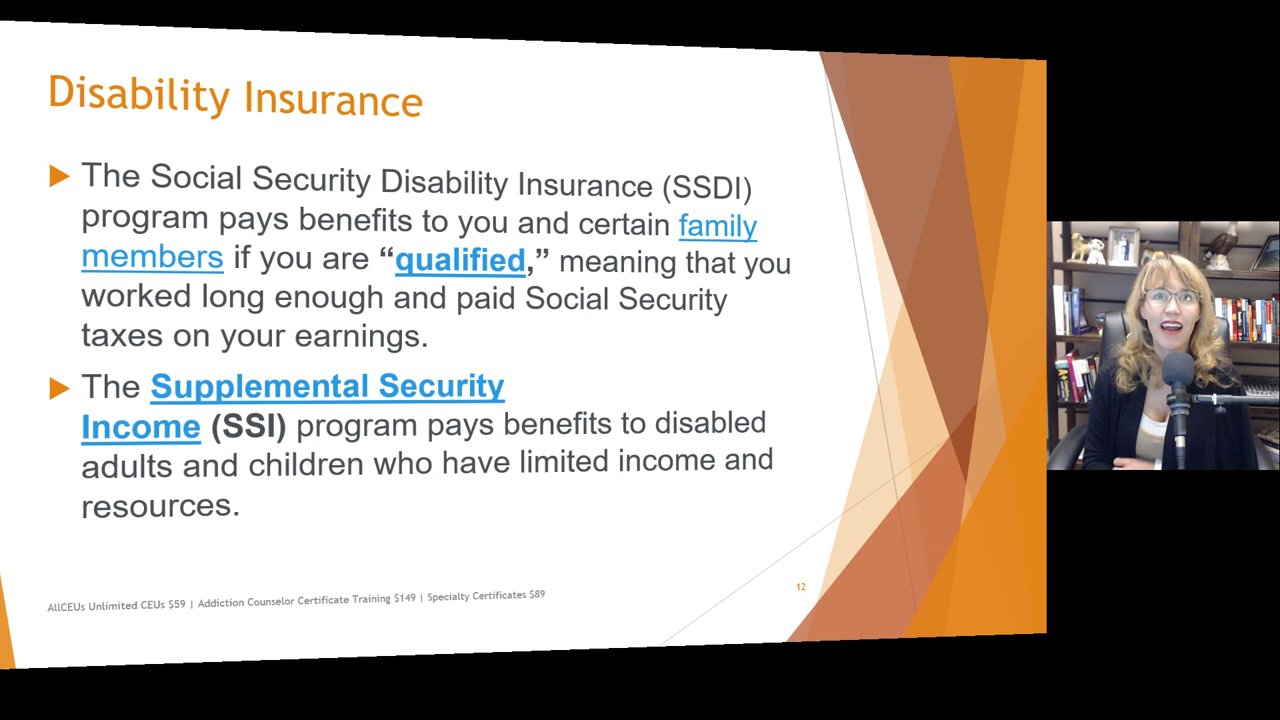 Disability Insurance
The Social Security Disability Insurance (SSDI)
program pays benefits to you and certain family
members if you are “qualified,” meaning that you
worked long enough and paid Social Security
taxes on your earnings.
The Supplemental Security
Income (SSI) program pays benefits to disabled
adults and children who have limited income and
resources.
12
AllCEUs Unlimited CEUs $59 | Addiction Counselor Certificate Training $149 | Specialty Certificates $89